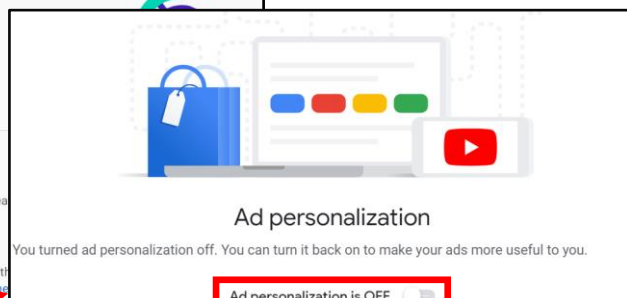 Ad personalization
You turned ad personalization off. You can turn it back on to make your ads more useful to you.
Ad personalization is OFF